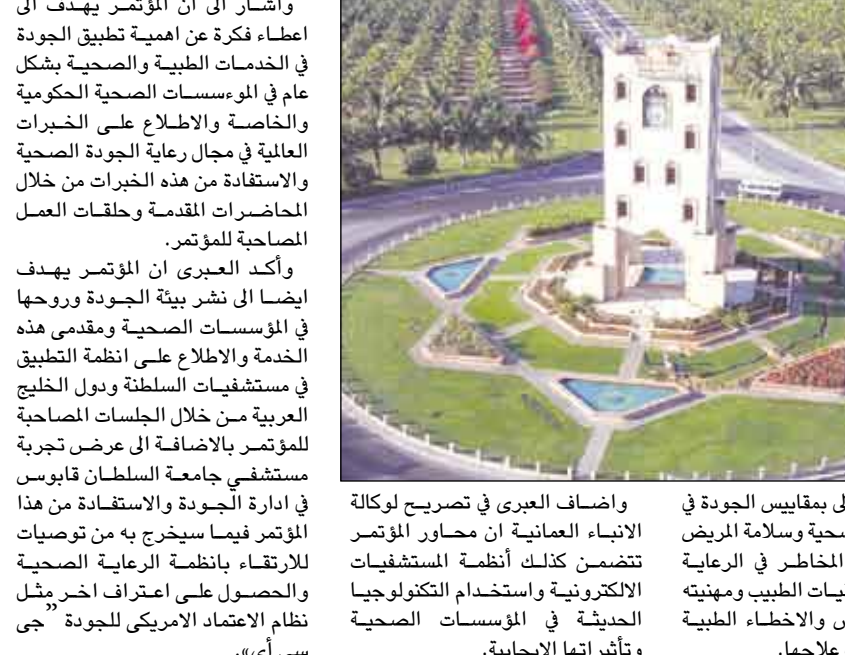 بمقاييس الجودة في
وسلامة المريض
المخاطر في الرعاية
الطبيب ومهنيته
والاخطاء الطبية
علاجها.
واضاف العبرى في تصريح لوكالة
الانباء العمانية ان محاور المؤتمر
تتضمن كذلك أنظمة المستشفيات
الالكترونية واستخدام التكنولوجيا
الحديثة في المؤسسات الصحية
وتأثيراتها الايجابية.
واشار الى ان المؤتمر يهدف الى
اعطاء فكرة عن اهمية تطبيق الجودة
في الخدمات الطبية والصحية بشكل
عام في الموءسسات الصحية الحكومية
والخاصة والاطلاع على الخبرات
العالمية في مجال رعاية الجودة الصحية
والاستفادة من هذه الخبرات من خلال
المحاضرات المقدمة وحلقات العمل
المصاحبة للمؤتمر.
وأكد العبرى ان المؤتمر يهدف
ايضا الى نشر بيئة الجودة وروحها
في المؤسسات الصحية ومقدمى هذه
الخدمة والاطلاع على انظمة التطبيق
في مستشفيات السلطنة ودول الخليج
العربية من خلال الجلسات المصاحبة
للمؤتمر بالاضافة الى عرض تجربة
مستشفي جامعة السلطان قابوس
في ادارة الجودة والاستفادة من هذا
المؤتمر فيما سيخرج به من توصيات
للارتقاء بانظمة الرعاية الصحية
والحصول على اعتراف اخر مثل
نظام الاعتماد الامريكى للجودة ”جى
سى أى».